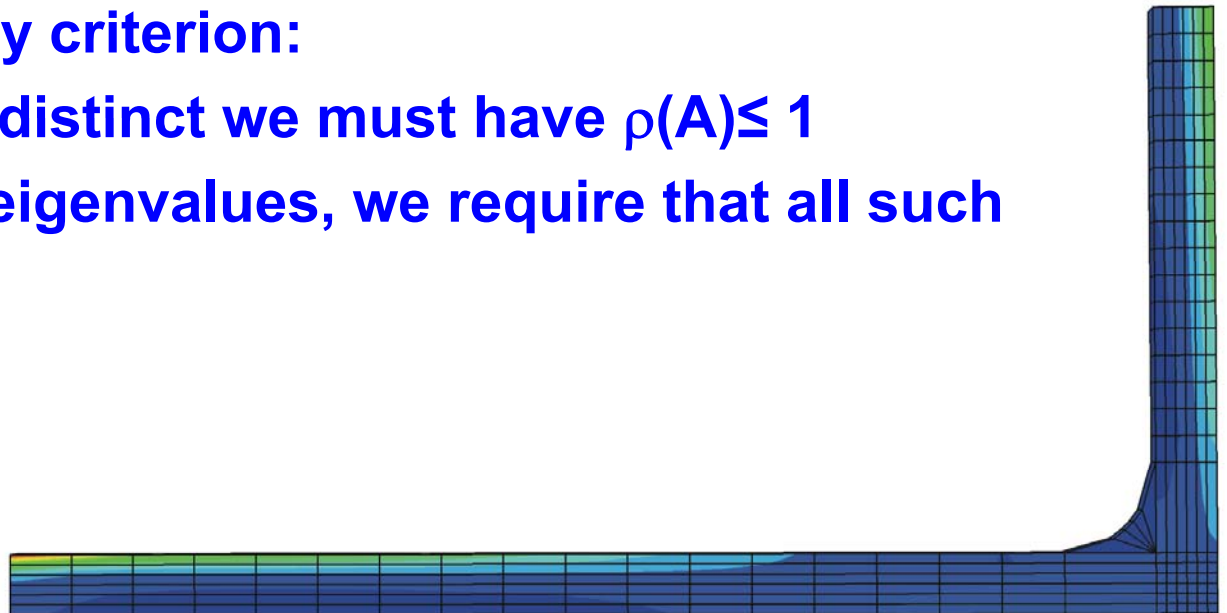 y criterion:
distinct we must have ρ(A)≤ 1
eigenvalues, we require that all such